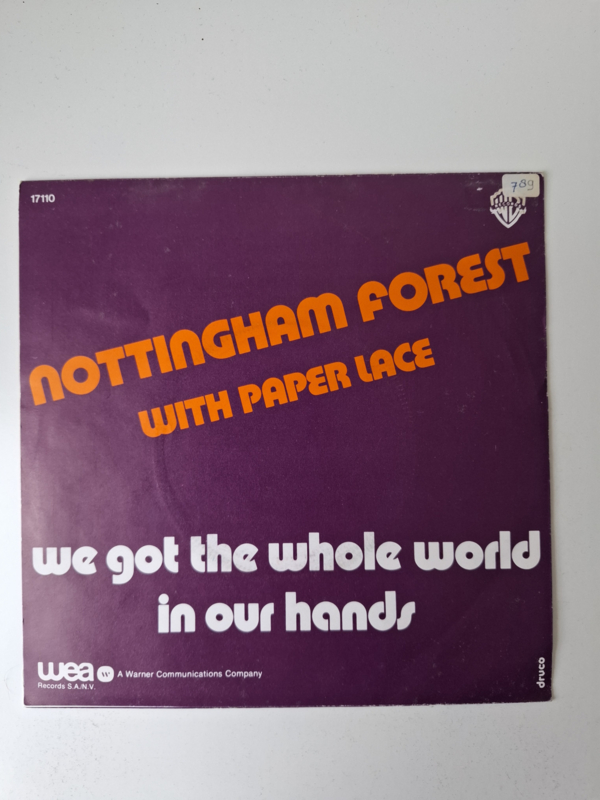 17110
789
NOTTINGHAM FOREST
WITH PAPER LACE
we got the whole world
in our hands
wea w A Warner Communications Company
Records S.A./N.V.
druco